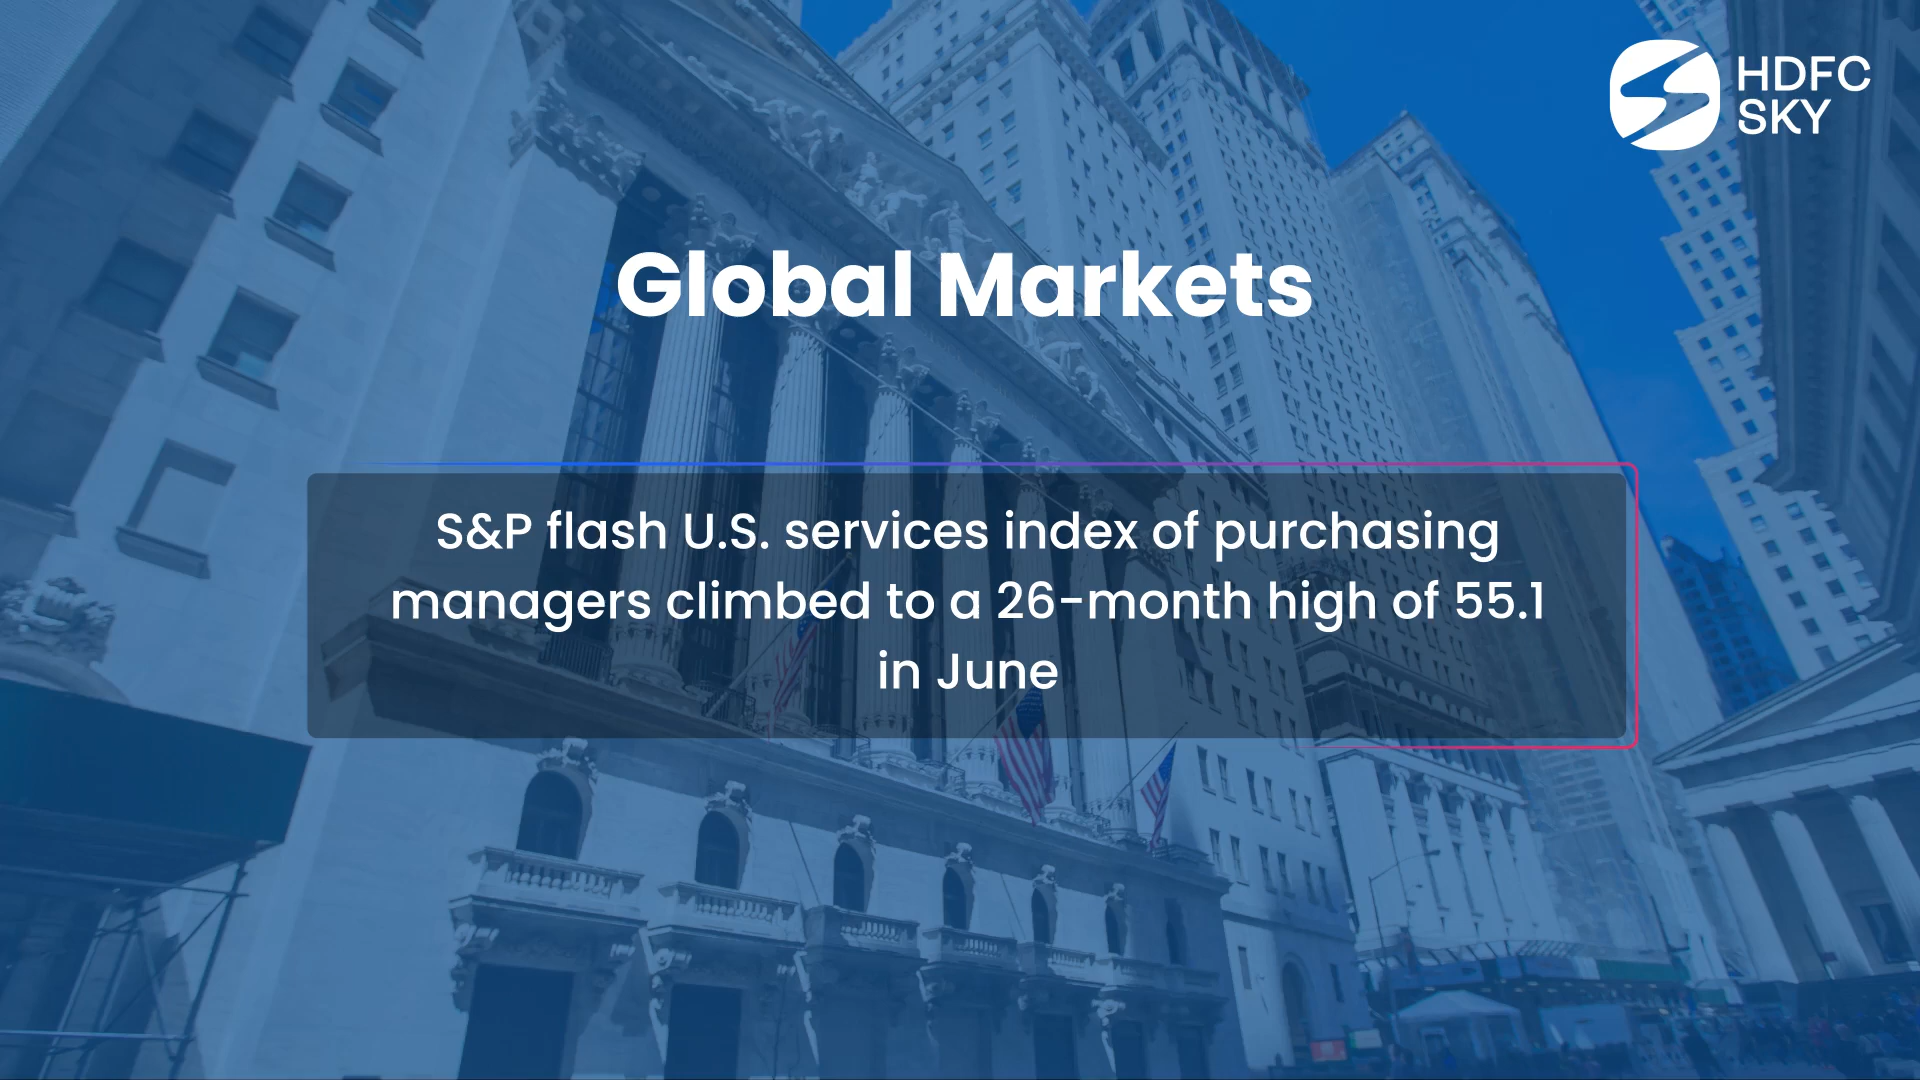 HDFC
SKY
Global Markets
S&P flash U.S. services index of purchasing
managers climbed to a 26-month high of 55.1
in June